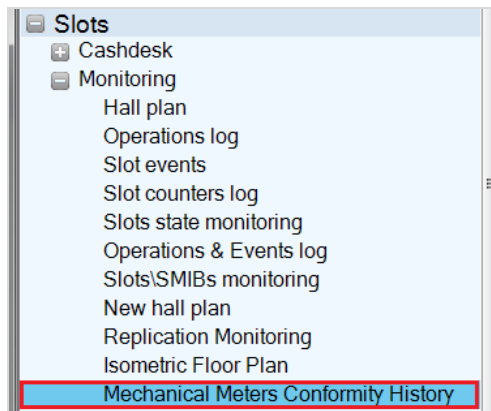 Slots
Cashdesk
Monitoring
Hall plan
Operations log
Slot events
Slot counters log
Slots state monitoring
Operations & Events log
Slots\SMIBs monitoring
New hall plan
Replication Monitoring
Isometric Floor Plan
Mechanical Meters Conformity History